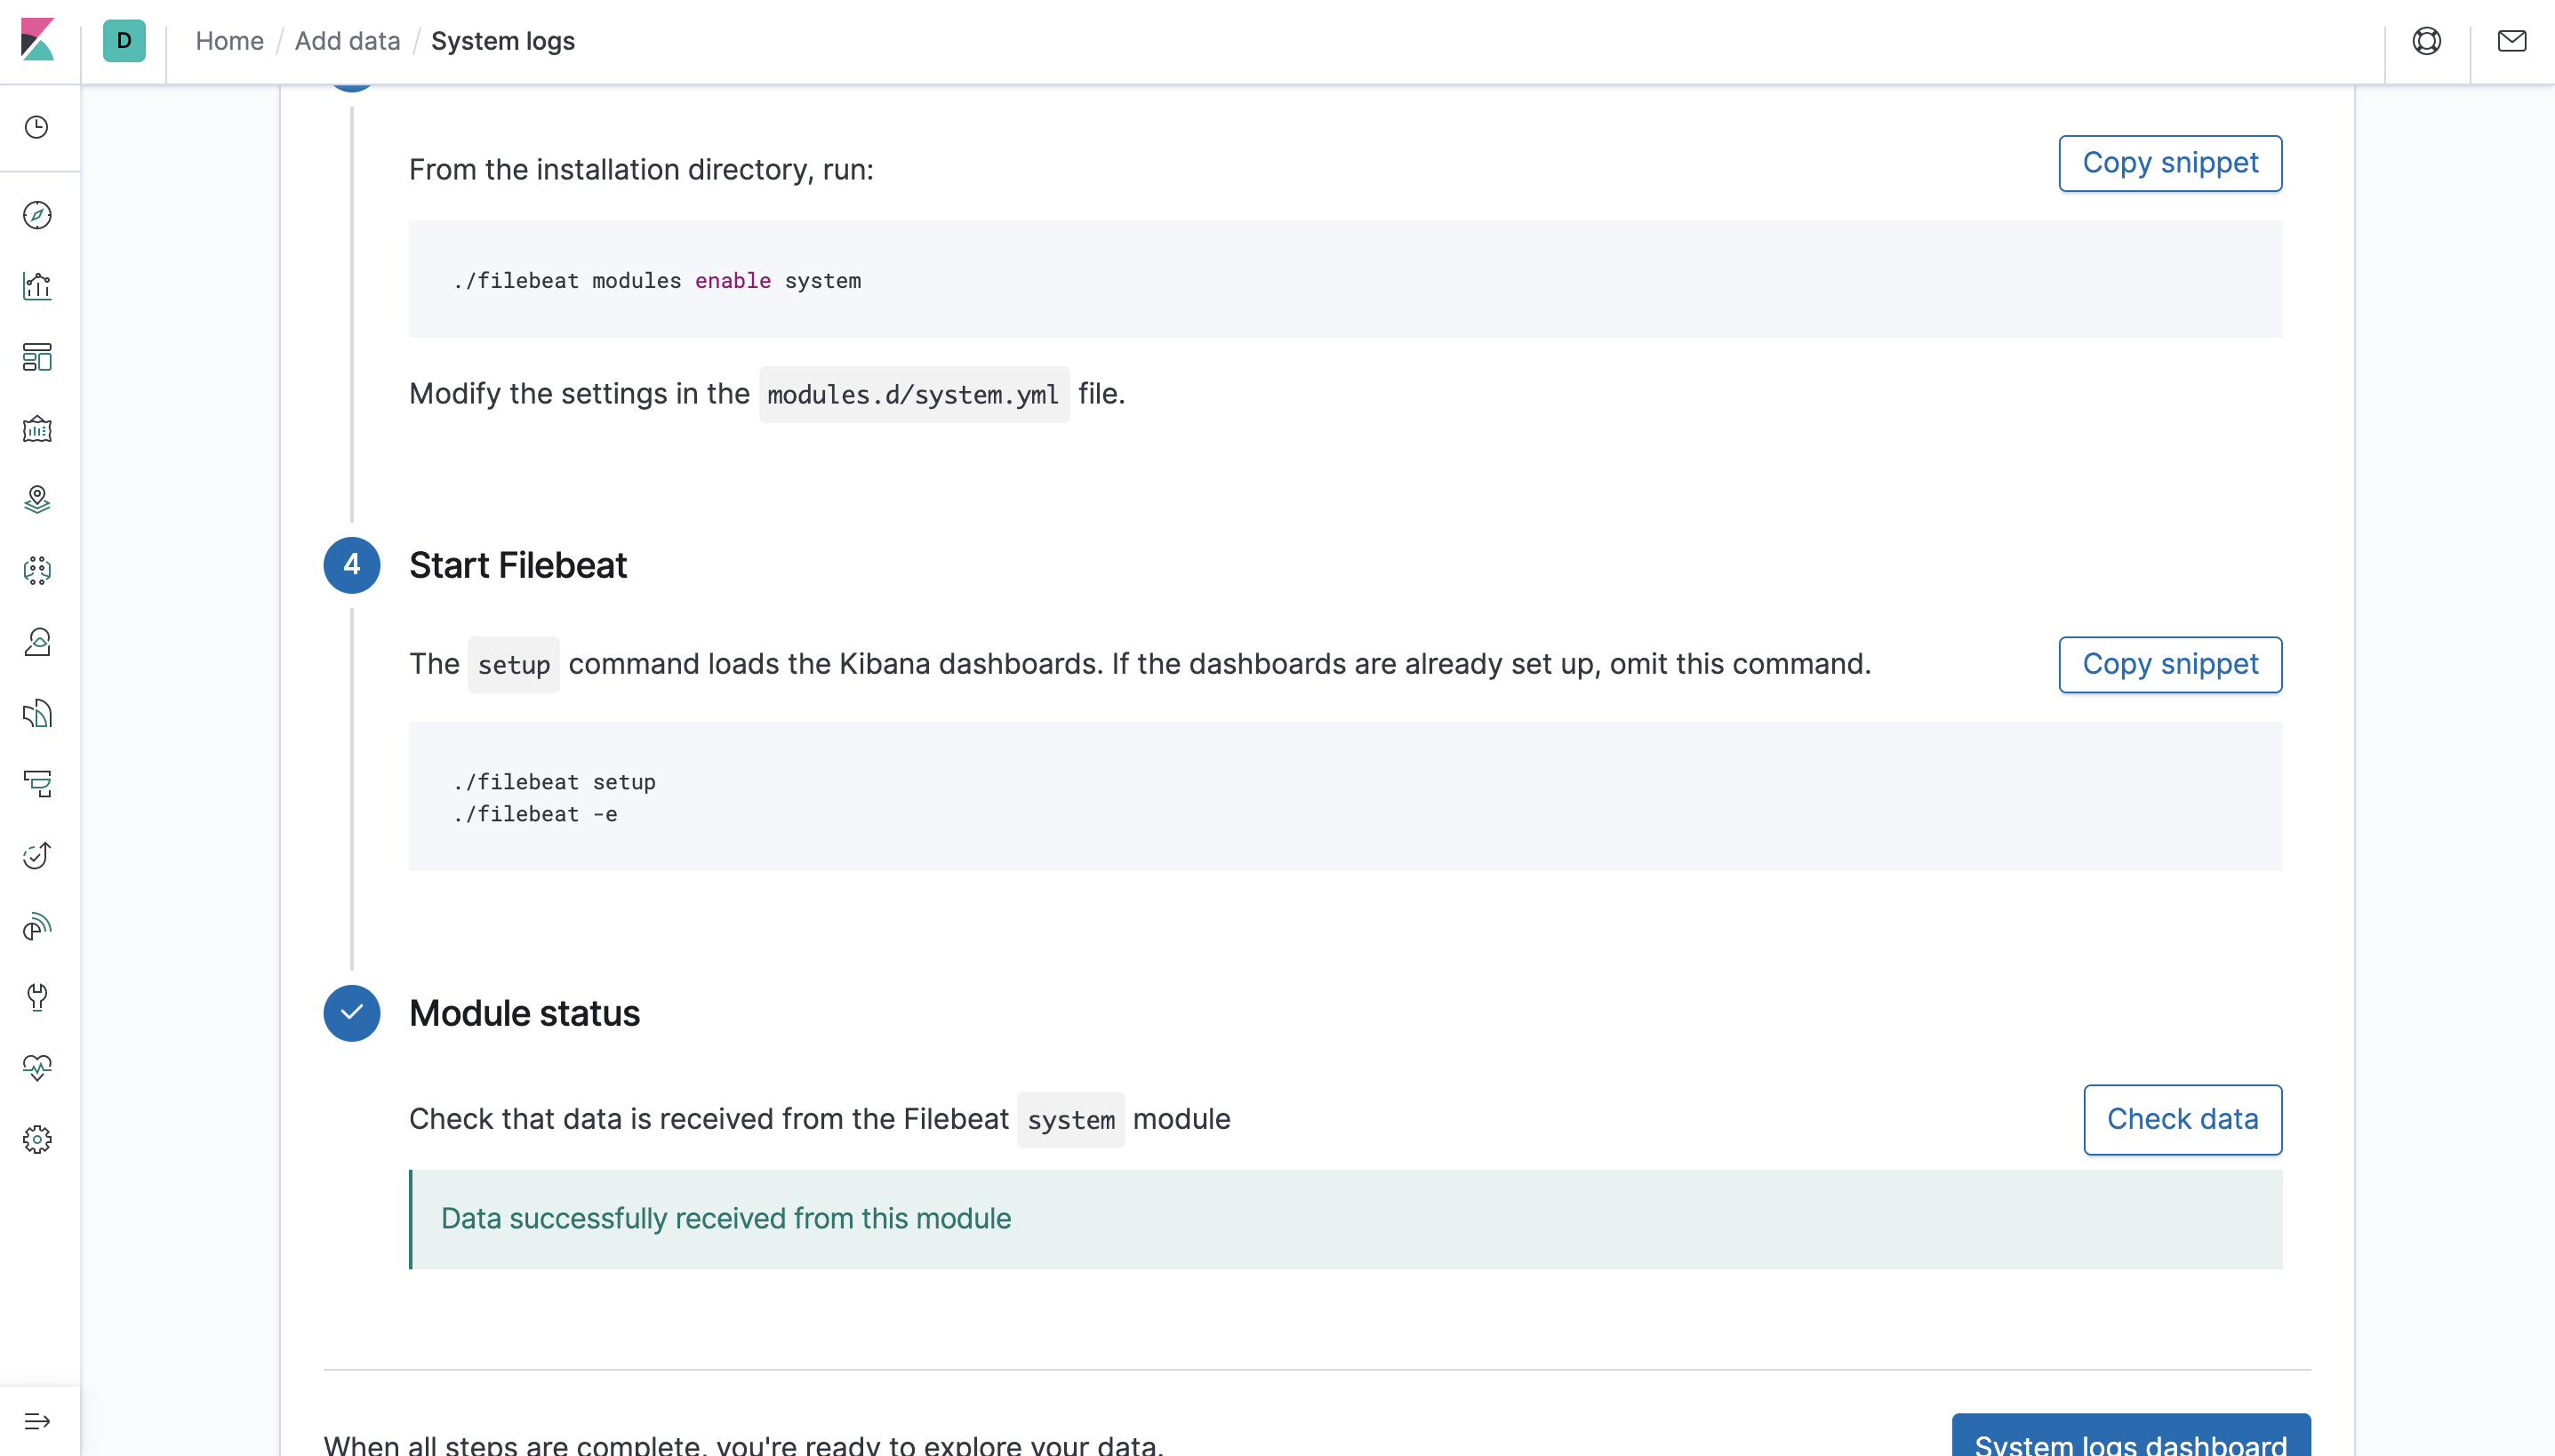 D
Home / Add data / System logs
From the installation directory, run:
Copy snippet
./filebeat modules enable system
Modify the settings in the modules.d/system.yml file.
4
Start Filebeat
The setup command loads the Kibana dashboards. If the dashboards are already set up, omit this command.
Copy snippet
./filebeat setup
./filebeat -e
Module status
Check that data is received from the Filebeat system module
Check data
Data successfully received from this module
When all steps are complete, you're ready to explore your data.
System logs dashboard